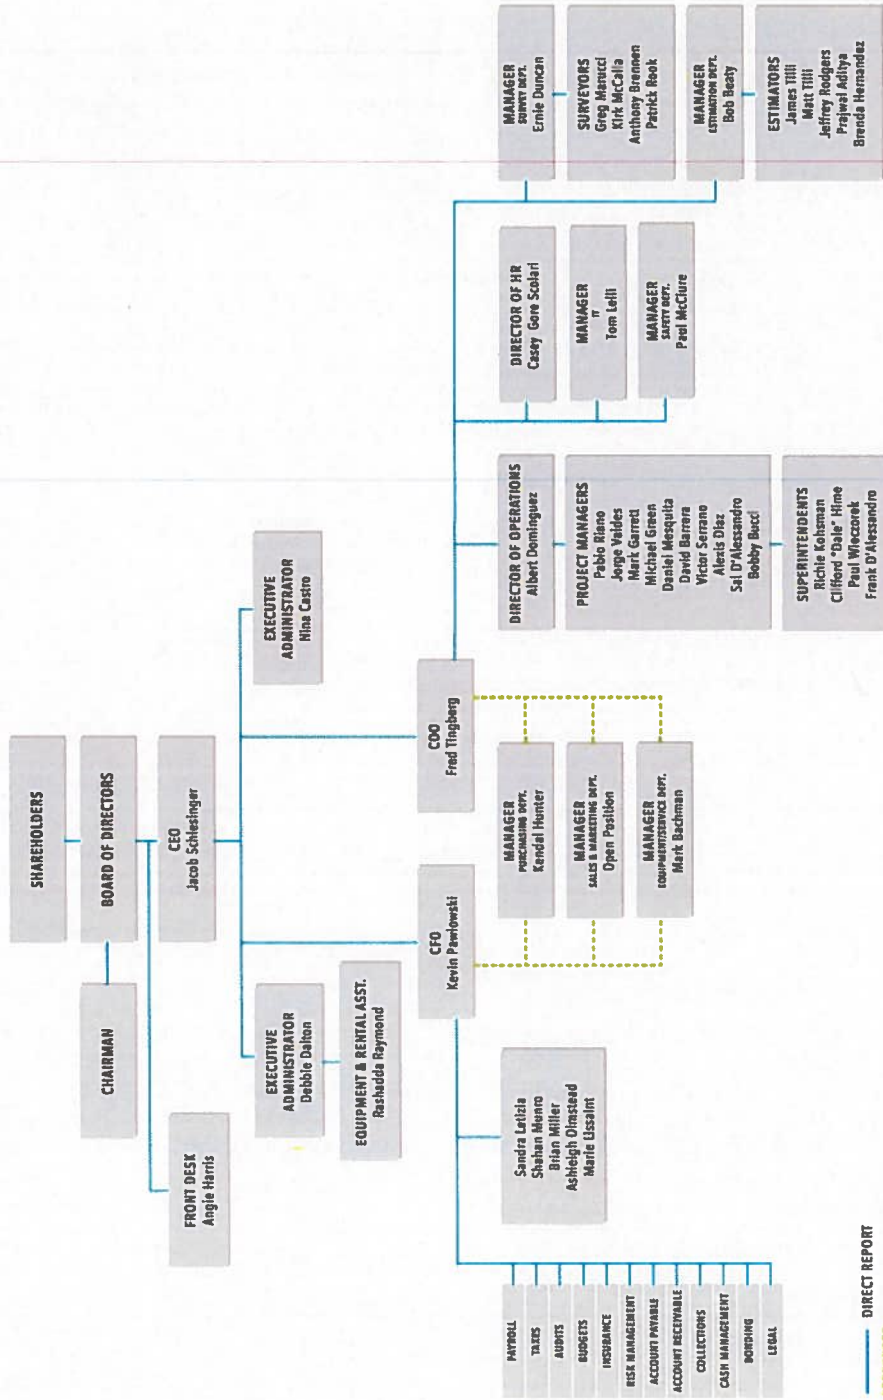 SHAREHOLDERS
CHAIRMAN
BOARD OF DIRECTORS
FRONT DESK
Angie Harris
CEO
Jacob Schlesinger
EXECUTIVE
ADMINISTRATOR
Debbie Dalton
EXECUTIVE
ADMINISTRATOR
Nina Castro
EQUIPMENT & RENTAL ASST.
Rashadda Raymond
CFO
Kevin Pawlowski
COO
Fred Tingberg
PAYROLL
TAXES
AUDITS
BUDGETS
INSURANCE
RISK MANAGEMENT
ACCOUNT PAYABLE
ACCOUNT RECEIVABLE
COLLECTIONS
CASH MANAGEMENT
BONDING
LEGAL
Sandra Letizia
Shahan Munro
Brian Miller
Ashleigh Olmstead
Marie Lissaint
MANAGER
PURCHASING DEPT.
Kendal Hunter
MANAGER
SALES & MARKETING DEPT.
Open Position
MANAGER
EQUIPMENT/SERVICE DEPT.
Mark Bachman
DIRECTOR OF OPERATIONS
Albert Dominguez
PROJECT MANAGERS
Pablo Riano
Jorge Valdes
Mark Garrett
Michael Green
Daniel Mesquita
David Barrera
Victor Serrano
Alexis Diaz
Sal D'Alessandro
Bobby Bucci
SUPERINTENDENTS
Richie Kohsman
Clifford "Dale" Hime
Paul Wieczorek
Frank D'Alessandro
DIRECTOR OF HR
Casey Gore Scolari
MANAGER
IT
Tom Lelli
MANAGER
SAFETY DEPT.
Paul McClure
MANAGER
SURVEY DEPT.
Ernie Duncan
SURVEYORS
Greg Marucci
Kirk McCalla
Anthony Brennen
Patrick Rook
MANAGER
ESTIMATION DEPT.
Bob Beaty
ESTIMATORS
James Tilli
Matt Tilli
Jeffrey Rodgers
Prajwal Aditya
Brenda Hernandez
DIRECT REPORT